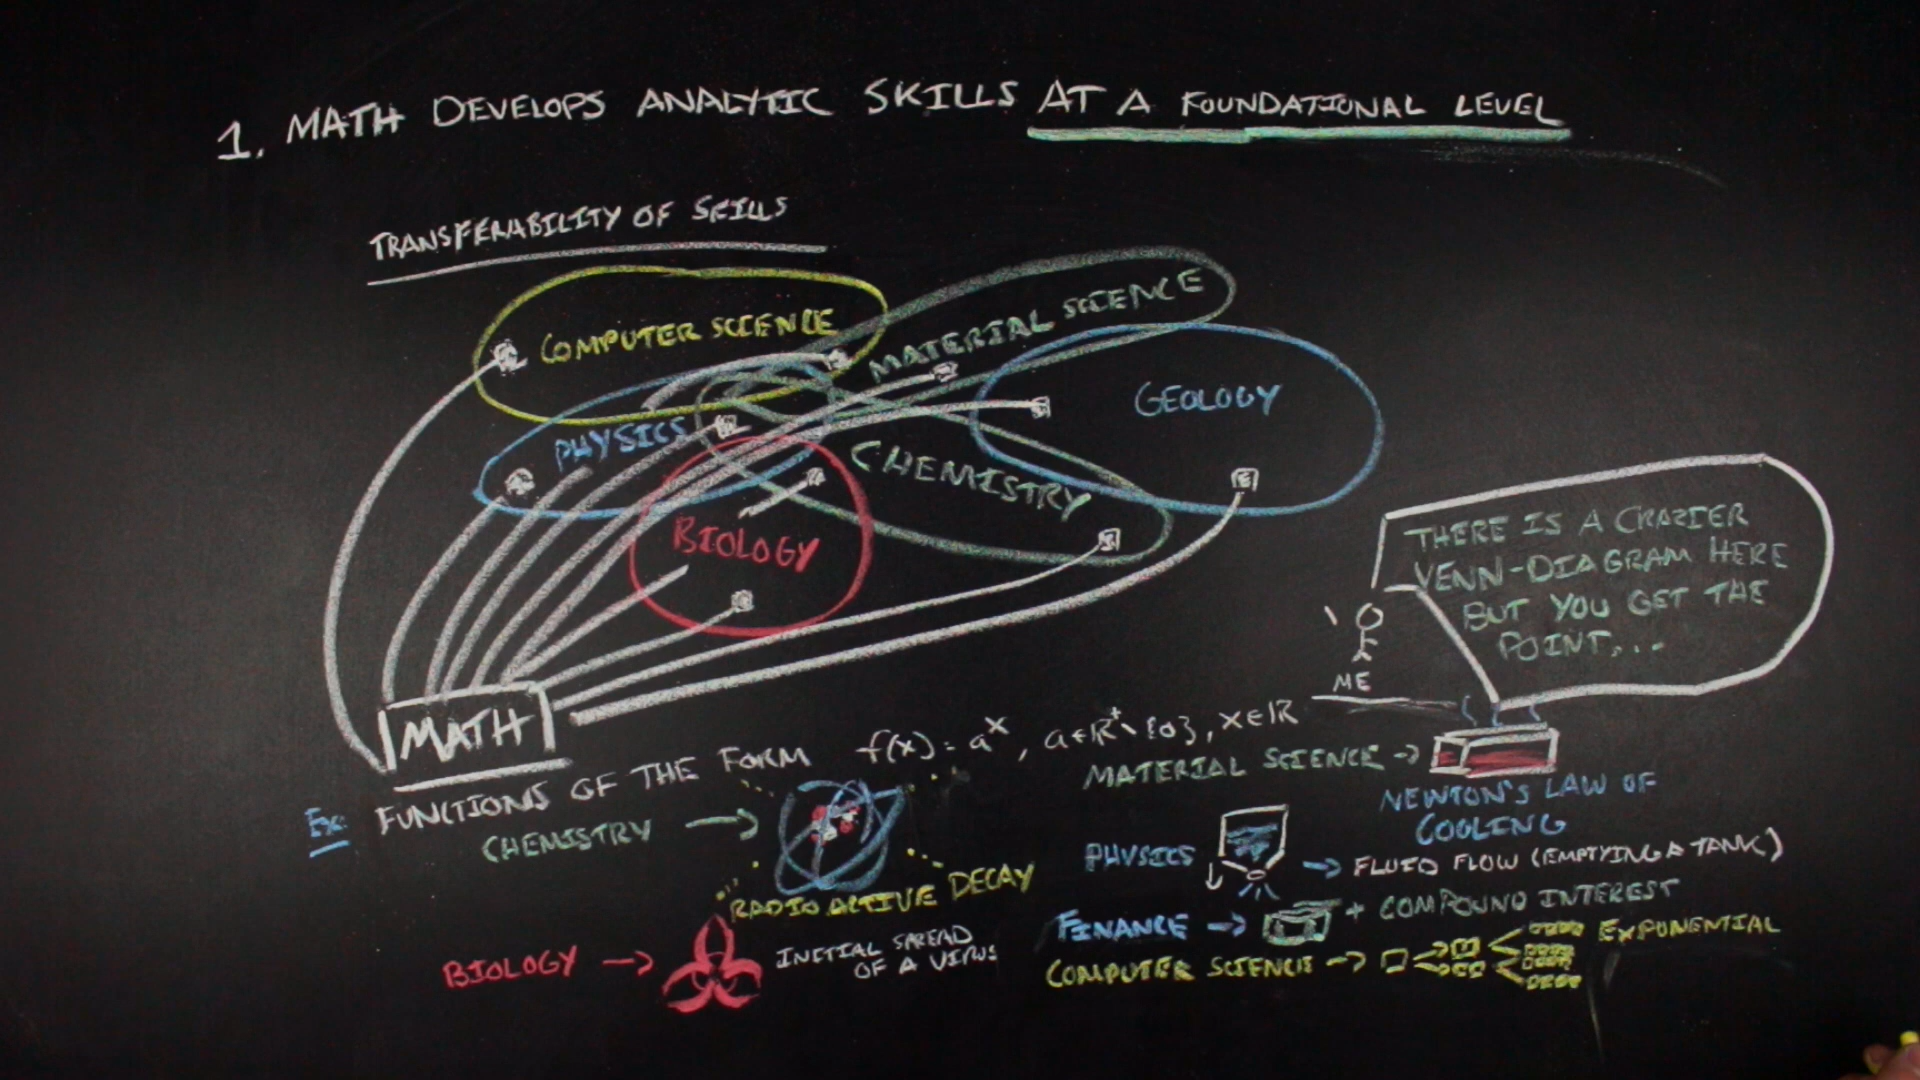 1. MATH DEVELOPS ANALYTIC SKILLS AT A FOUNDATIONAL LEVEL
TRANSFERABILITY OF SKILLS
COMPUTER SCIENCE
MATERIAL SCIENCE
GEOLOGY
PHYSICS
CHEMISTRY
BIOLOGY
THERE IS A CRAZIER
VENN-DIAGRAM HERE
BUT YOU GET THE
POINT...
ME
MATH
Ex: FUNCTIONS OF THE FORM f(x) = a^x, a∈ℝ⁺\{0}, x∈ℝ
CHEMISTRY →
RADIOACTIVE DECAY
BIOLOGY →
INITIAL SPREAD
OF A VIRUS
MATERIAL SCIENCE →
NEWTON'S LAW OF
COOLING
PHYSICS
→ FLUID FLOW (EMPTYING A TANK)
FINANCE → + COMPOUND INTEREST
COMPUTER SCIENCE → EXPONENTIAL